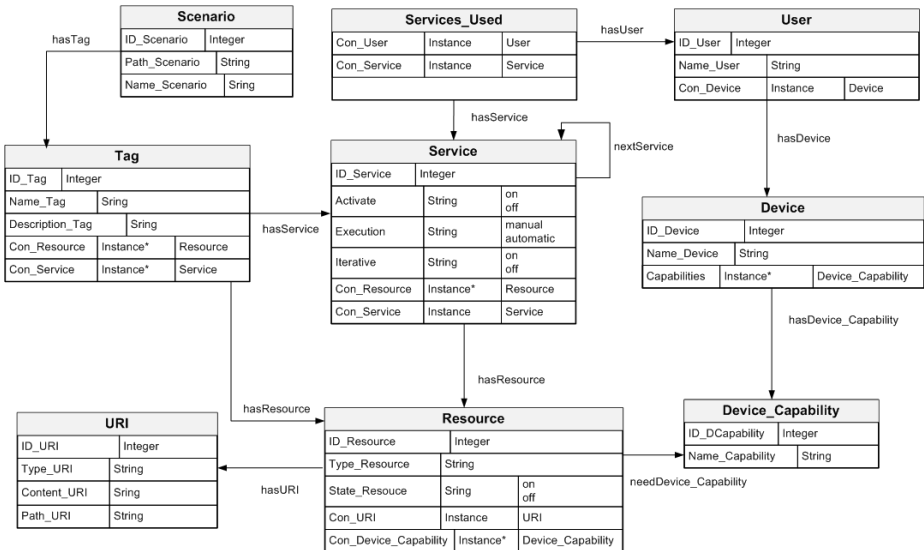 Scenario
ID_Scenario Integer
Path_Scenario String
Name_Scenario Sring
hasTag
Services_Used
Con_User Instance User
Con_Service Instance Service
hasUser
User
ID_User Integer
Name_User String
Con_Device Instance Device
hasService
nextService
hasDevice
Tag
ID_Tag Integer
Name_Tag Sring
Description_Tag Sring
Con_Resource Instance* Resource
Con_Service Instance* Service
hasService
Service
ID_Service Integer
Activate String on
off
Execution String manual
automatic
Iterative String on
off
Con_Resource Instance* Resource
Con_Service Instance Service
Device
ID_Device Integer
Name_Device String
Capabilities Instance* Device_Capability
hasDevice_Capability
hasResource
hasResource
URI
ID_URI Integer
Type_URI String
Content_URI Sring
Path_URI String
hasURI
Resource
ID_Resource Integer
Type_Resource String
State_Resouce Sring on
off
Con_URI Instance URI
Con_Device_Capability Instance* Device_Capability
needDevice_Capability
Device_Capability
ID_DCapability Integer
Name_Capability String